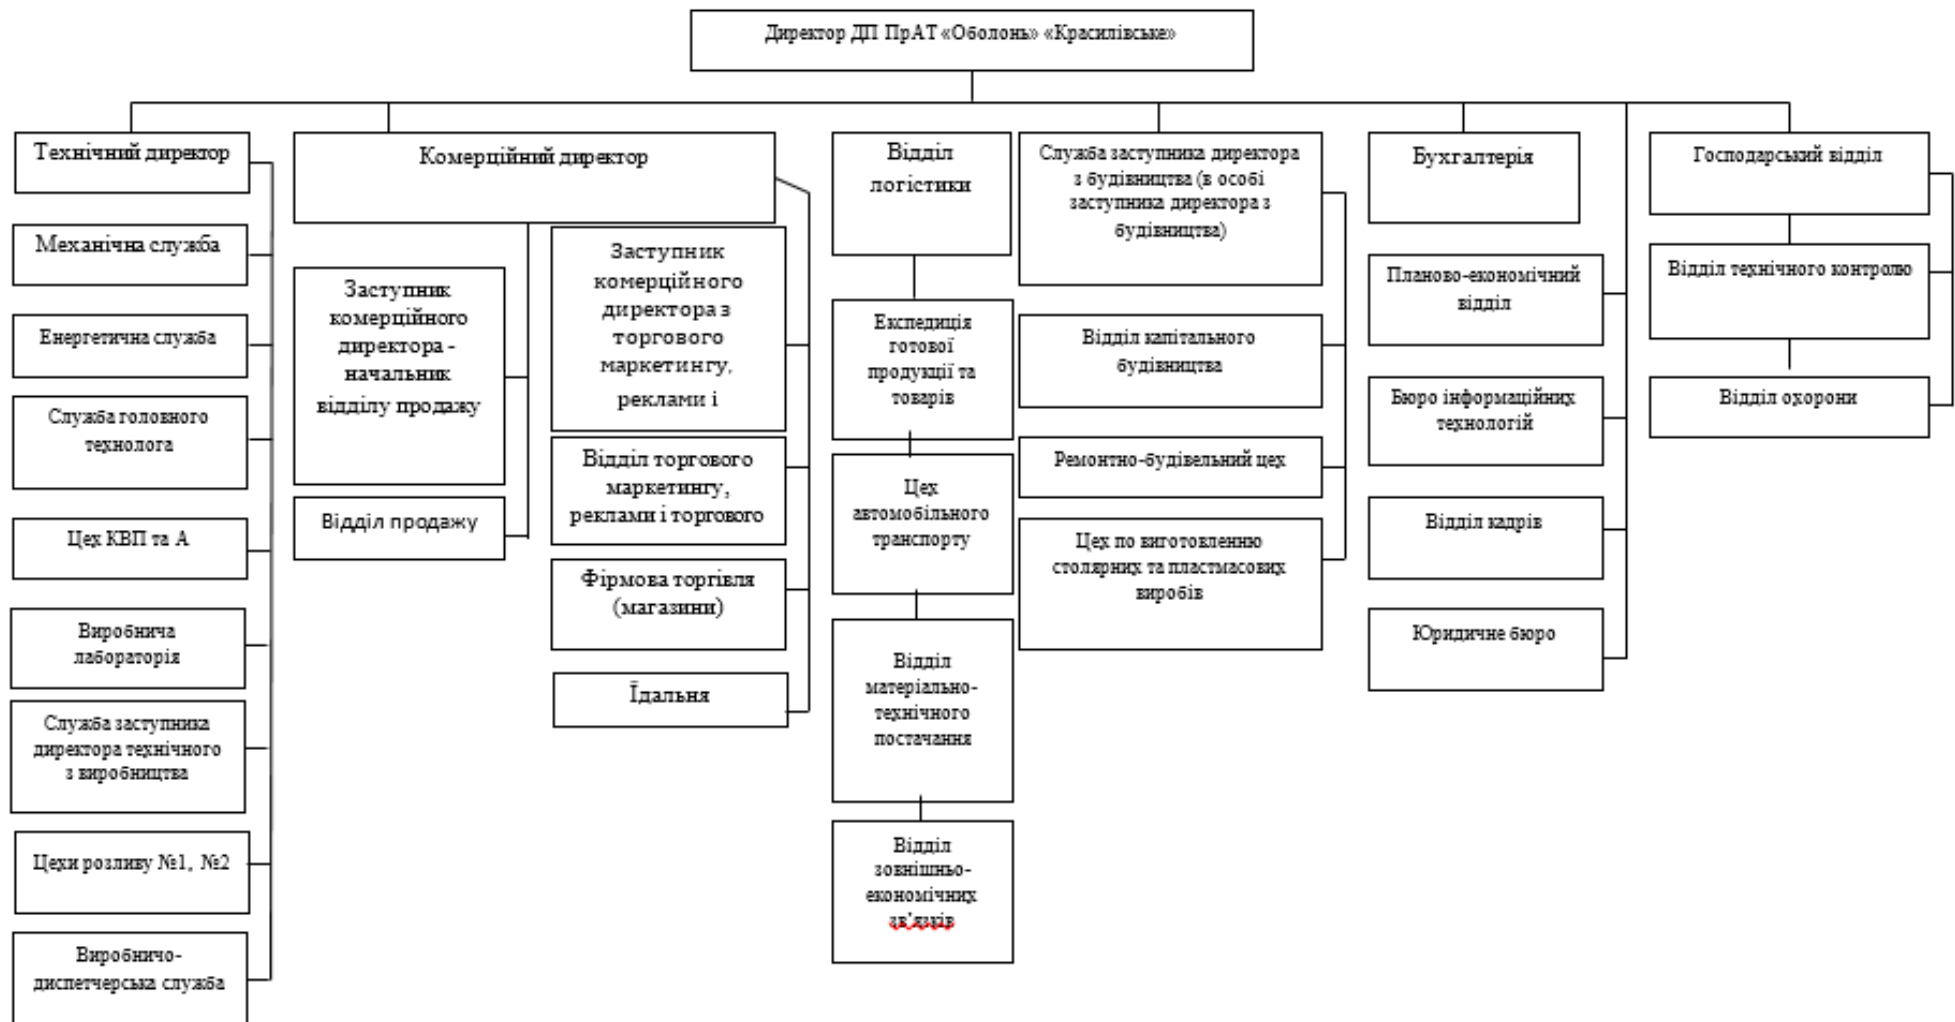 Директор ДП ПрАТ «Оболонь» «Красилівське»
Технічний директор
Механічна служба
Енергетична служба
Служба головного
технолога
Цех КВП та А
Виробнича
лабораторія
Служба заступника
директора технічного
з виробництва
Цехи розливу №1, №2
Виробничо-
диспетчерська служба
Комерційний директор
Заступник
комерційного
директора -
начальник
відділу продажу
Відділ продажу
Заступник
комерційного
директора з
торгового
маркетингу,
реклами і
Відділ торгового
маркетингу,
реклами і торгового
Фірмова торгівля
(магазини)
Їдальня
Відділ
логістики
Експедиція
готової
продукції та
товарів
Цех
автомобільного
транспорту
Відділ
матеріально-
технічного
постачання
Відділ
зовнішньо-
економічних
зв'язків
Служба заступника директора
з будівництва (в особі
заступника директора з
будівництва)
Відділ капітального
будівництва
Ремонтно-будівельний цех
Цех по виготовленню
столярних та пластмасових
виробів
Бухгалтерія
Планово-економічний
відділ
Бюро інформаційних
технологій
Відділ кадрів
Юридичне бюро
Господарський відділ
Відділ технічного контролю
Відділ охорони